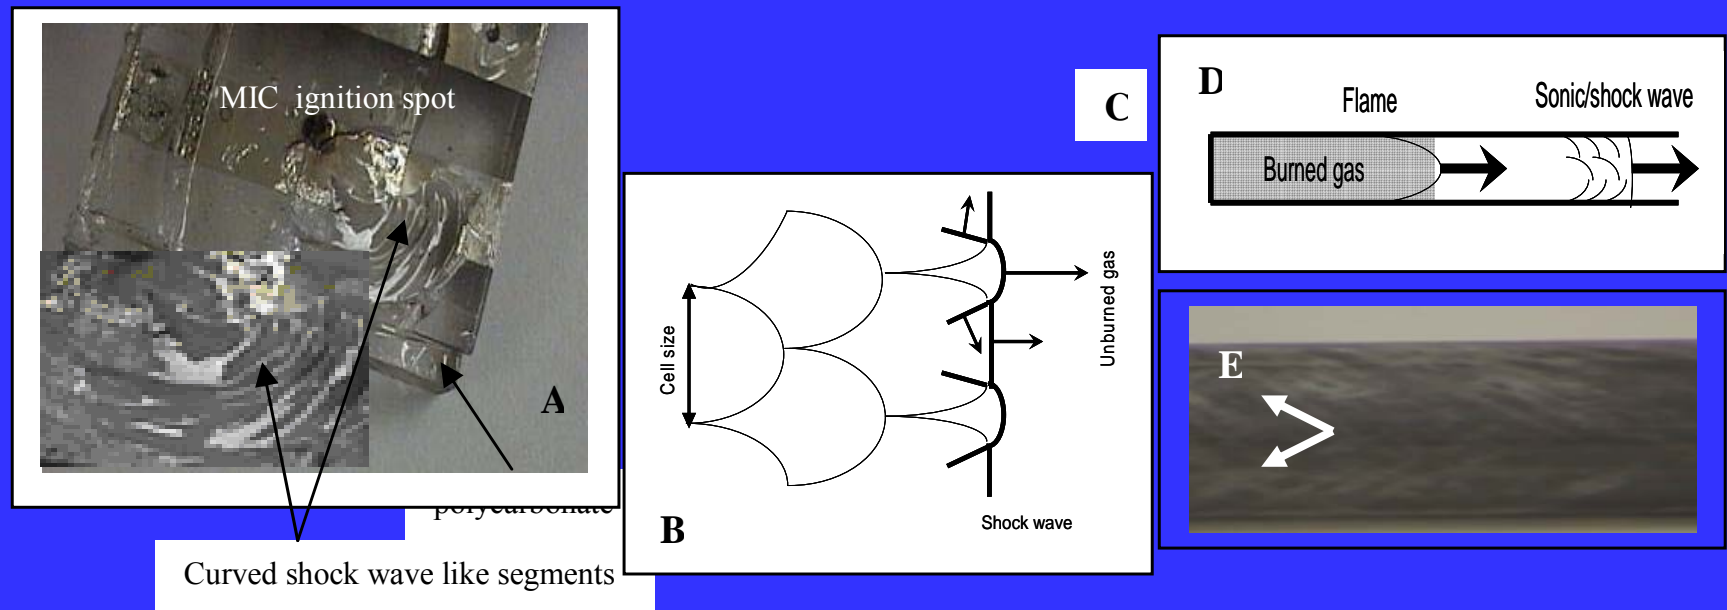 MIC ignition spot
A
polycarbonate
Curved shock wave like segments
Cell size
Unburned gas
Shock wave
B
C
D
Flame
Sonic/shock wave
Burned gas
E